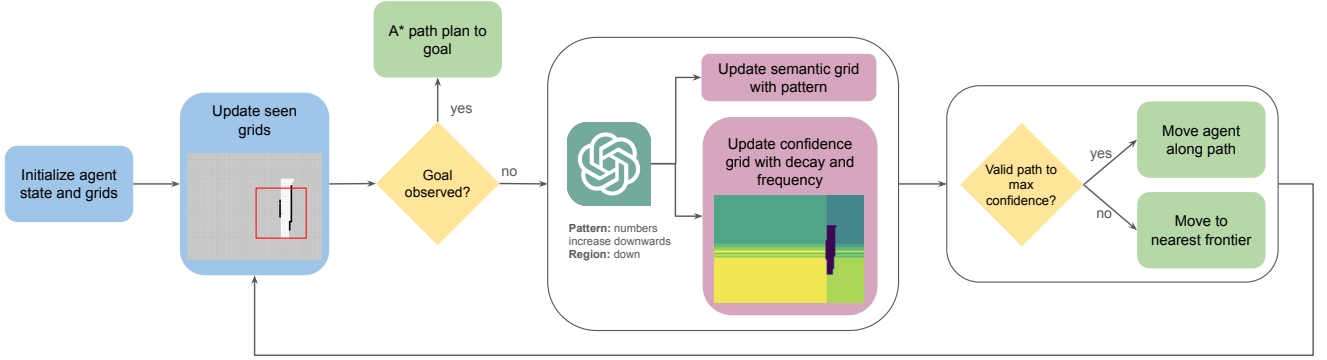 Initialize agent
state and grids
Update seen
grids
A* path plan to
goal
yes
Goal
observed?
no
Pattern: numbers
increase downwards
Region: down
Update semantic grid
with pattern
Update confidence
grid with decay and
frequency
Valid path to
max
confidence?
yes
no
Move agent
along path
Move to
nearest frontier